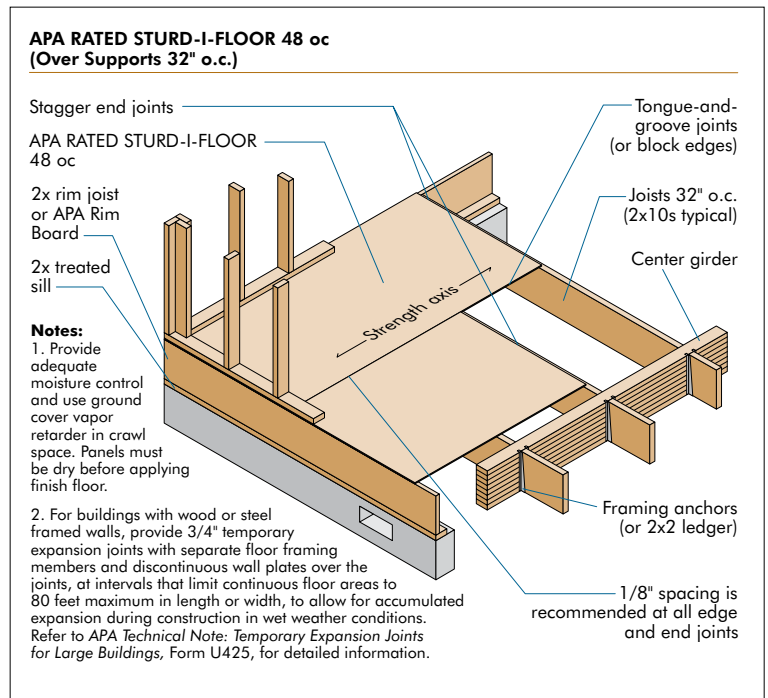 APA RATED STURD-I-FLOOR 48 oc
(Over Supports 32" o.c.)
Stagger end joints
APA RATED STURD-I-FLOOR
48 oc
2x rim joist
or APA Rim
Board
2x treated
sill
Tongue-and-
groove joints
(or block edges)
Joists 32" o.c.
(2x10s typical)
Center girder
Strength axis
Notes:
1. Provide
adequate
moisture control
and use ground
cover vapor
retarder in crawl
space. Panels must
be dry before applying
finish floor.
2. For buildings with wood or steel
framed walls, provide 3/4" temporary
expansion joints with separate floor framing
members and discontinuous wall plates over the
joints, at intervals that limit continuous floor areas to
80 feet maximum in length or width, to allow for accumulated
expansion during construction in wet weather conditions.
Refer to APA Technical Note: Temporary Expansion Joints
for Large Buildings, Form U425, for detailed information.
Framing anchors
(or 2x2 ledger)
1/8" spacing is
recommended at all edge
and end joints